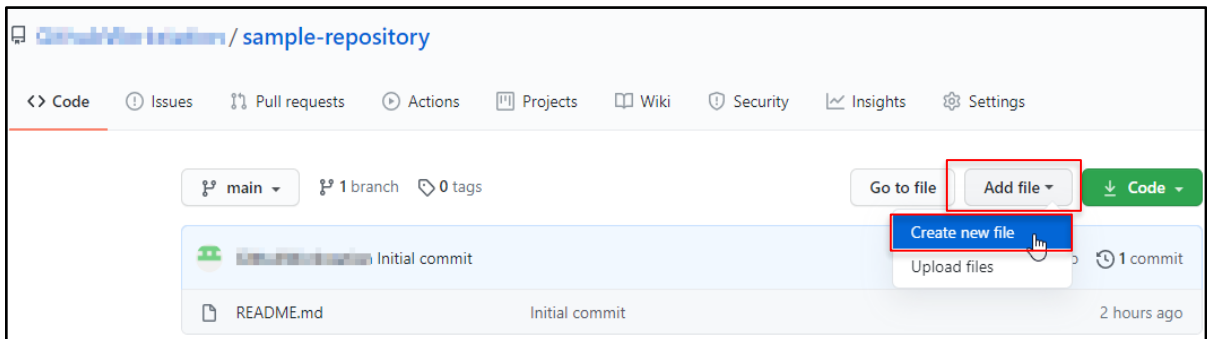 / sample-repository
<> Code Issues Pull requests Actions Projects Wiki Security Insights Settings
main 1 branch 0 tags Go to file Add file Code
Create new file
Initial commit 1 commit
Upload files
README.md Initial commit 2 hours ago